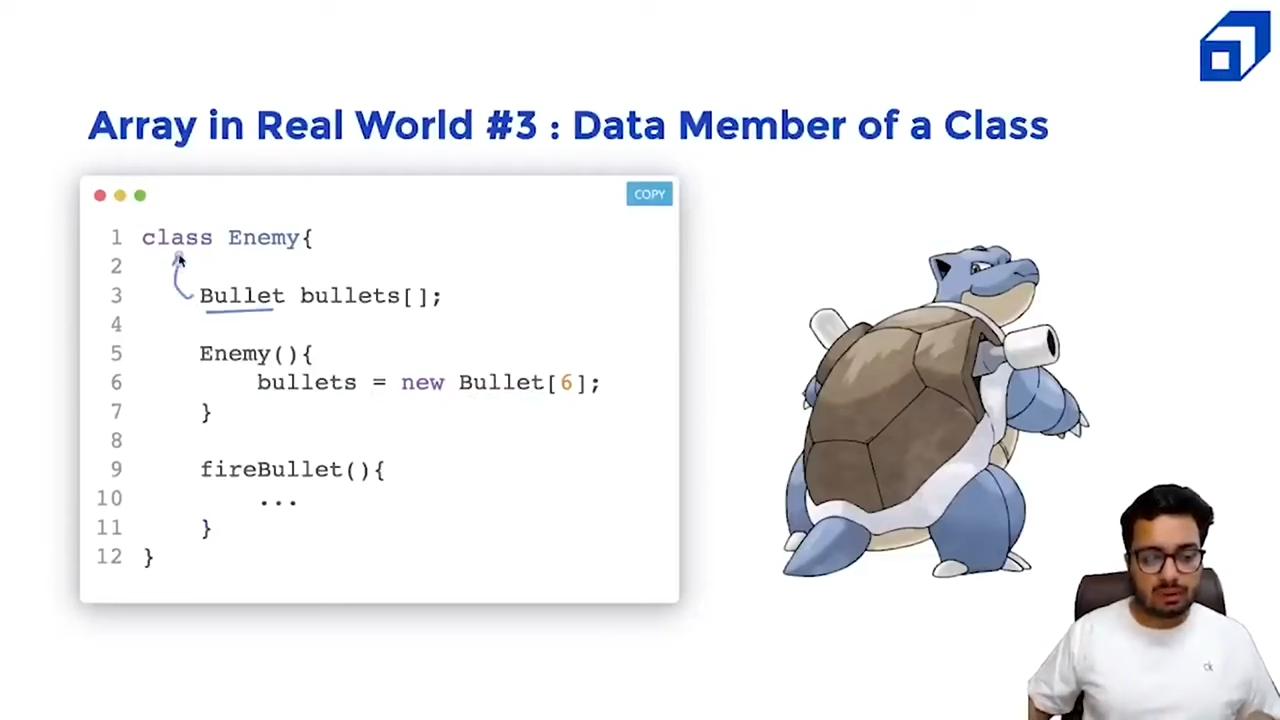 Array in Real World #3 : Data Member of a Class
COPY
1 class Enemy{
2
3 Bullet bullets[];
4
5 Enemy(){
6 bullets = new Bullet[6];
7 }
8
9 fireBullet(){
10 ...
11 }
12 }
ck